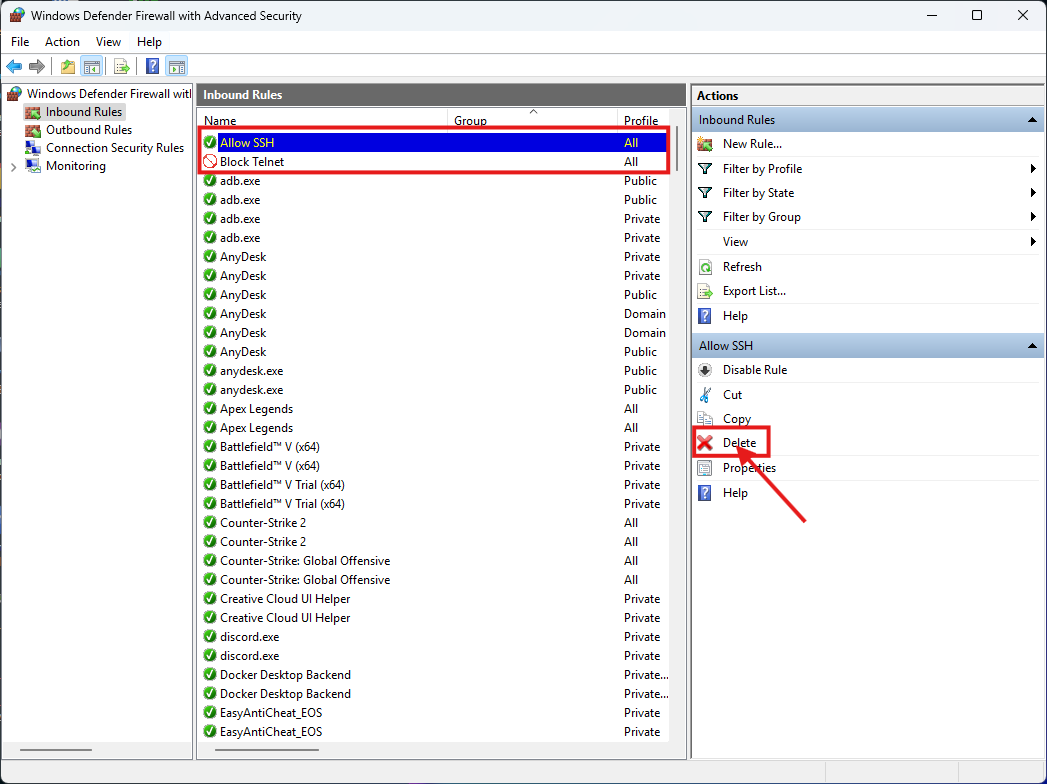 Windows Defender Firewall with Advanced Security
File Action View Help
Windows Defender Firewall witl
Inbound Rules
Outbound Rules
Connection Security Rules
Monitoring
Inbound Rules
Name Group Profile
Allow SSH All
Block Telnet All
adb.exe Public
adb.exe Public
adb.exe Private
adb.exe Private
AnyDesk Private
AnyDesk Private
AnyDesk Public
AnyDesk Domain
AnyDesk Domain
AnyDesk Public
anydesk.exe Public
anydesk.exe Public
Apex Legends All
Apex Legends All
Battlefield™ V (x64) Private
Battlefield™ V (x64) Private
Battlefield™ V Trial (x64) Private
Battlefield™ V Trial (x64) Private
Counter-Strike 2 All
Counter-Strike 2 All
Counter-Strike: Global Offensive All
Counter-Strike: Global Offensive All
Creative Cloud UI Helper Private
Creative Cloud UI Helper Private
discord.exe Private
discord.exe Private
Docker Desktop Backend Private...
Docker Desktop Backend Private...
EasyAntiCheat_EOS Private
EasyAntiCheat_EOS Private
Actions
Inbound Rules
New Rule...
Filter by Profile
Filter by State
Filter by Group
View
Refresh
Export List...
Help
Allow SSH
Disable Rule
Cut
Copy
Delete
Properties
Help